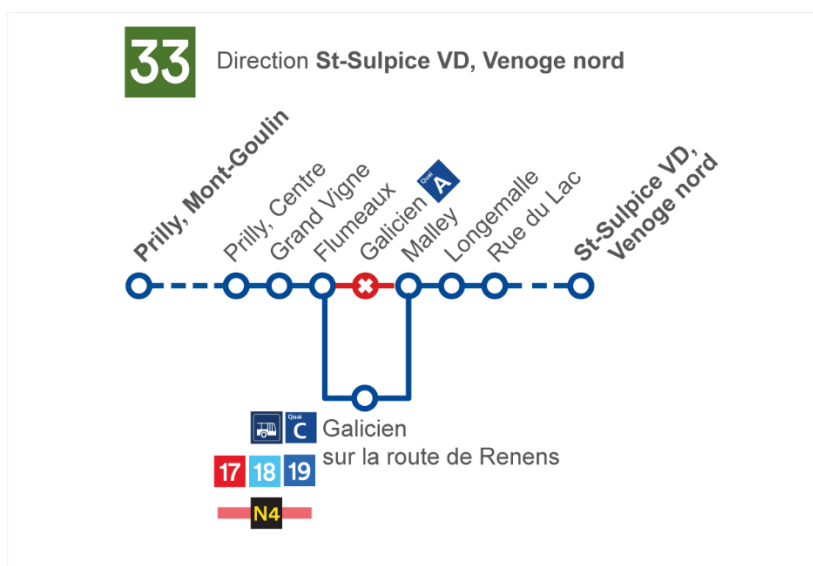 33 Direction St-Sulpice VD, Venoge nord
Prilly, Mont-Goulin
Prilly, Centre
Grand Vigne
Flumeaux
Galicien Quai A
Malley
Longemalle
Rue du Lac
St-Sulpice VD,
Venoge nord
Quai C Galicien
17 18 19 sur la route de Renens
N4